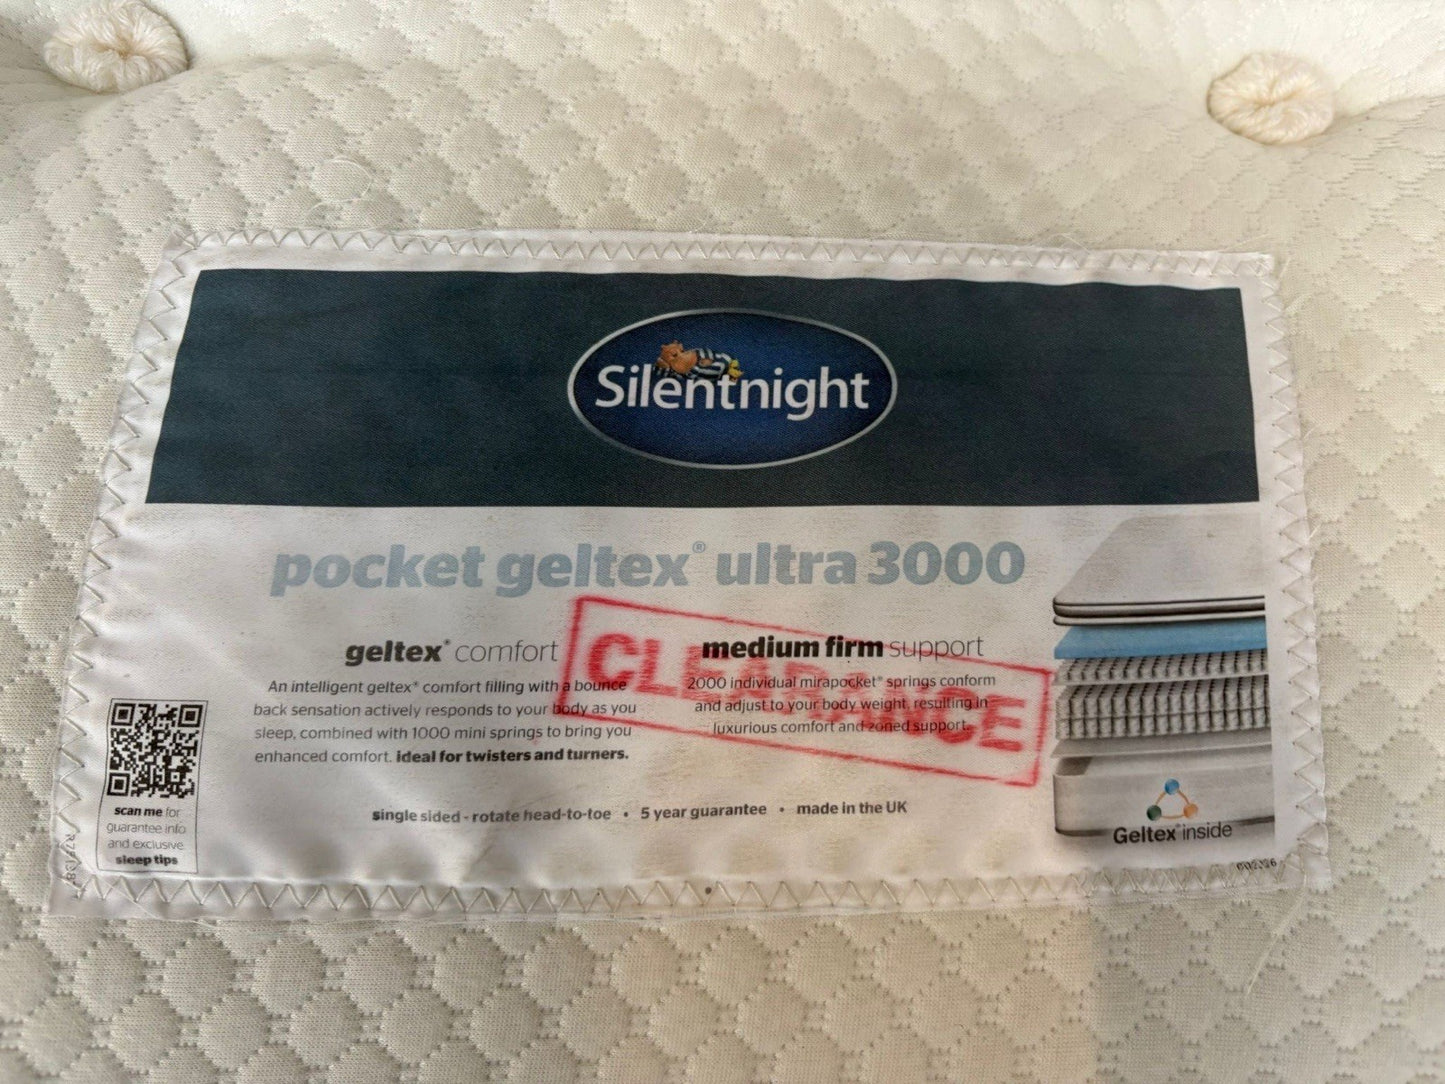 Silentnight
pocket geltex® ultra 3000
geltex® comfort
An intelligent geltex® comfort filling with a bounce
back sensation actively responds to your body as you
sleep, combined with 1000 mini springs to bring you
enhanced comfort. ideal for twisters and turners.
medium firm support
2000 individual mirapocket® springs conform
and adjust to your body weight, resulting in
luxurious comfort and zoned support.
CLEARANCE
single sided - rotate head-to-toe • 5 year guarantee • made in the UK
scan me for
guarantee info
and exclusive
sleep tips
Geltex® inside